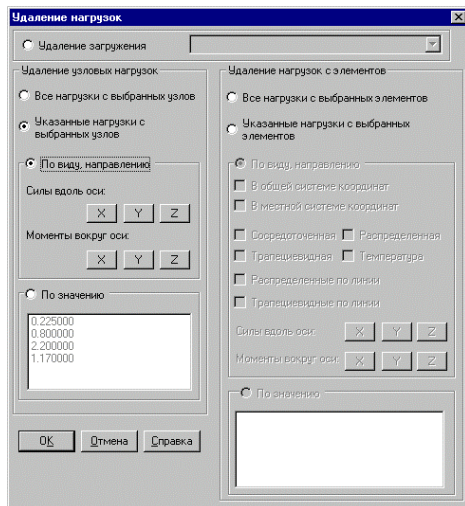 Удаление нагрузок
Удаление загружения
Удаление узловых нагрузок
Все нагрузки с выбранных узлов
Указанные нагрузки с
выбранных узлов
По виду, направлению
Силы вдоль оси:
X Y Z
Моменты вокруг оси:
X Y Z
По значению
0.225000
0.800000
2.200000
1.170000
OK Отмена Справка
Удаление нагрузок с элементов
Все нагрузки с выбранных элементов
Указанные нагрузки с выбранных
элементов
По виду, направлению
В общей системе координат
В местной системе координат
Сосредоточенная Распределенная
Трапециевидная Температура
Распределенные по линии
Трапециевидные по линии
Силы вдоль оси: X Y Z
Моменты вокруг оси: X Y Z
По значению